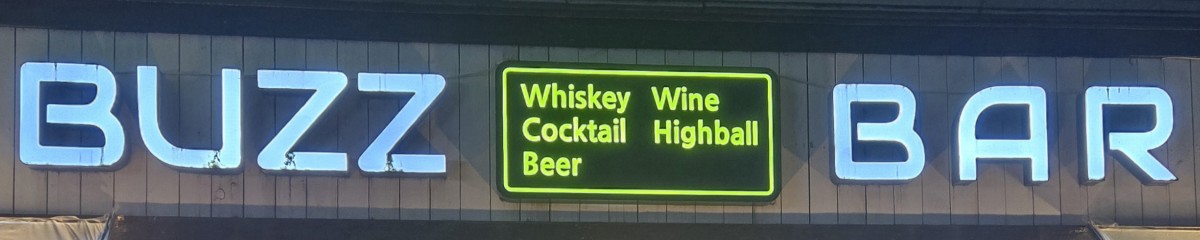 BUZZ
Whiskey Wine
Cocktail Highball
Beer
BAR